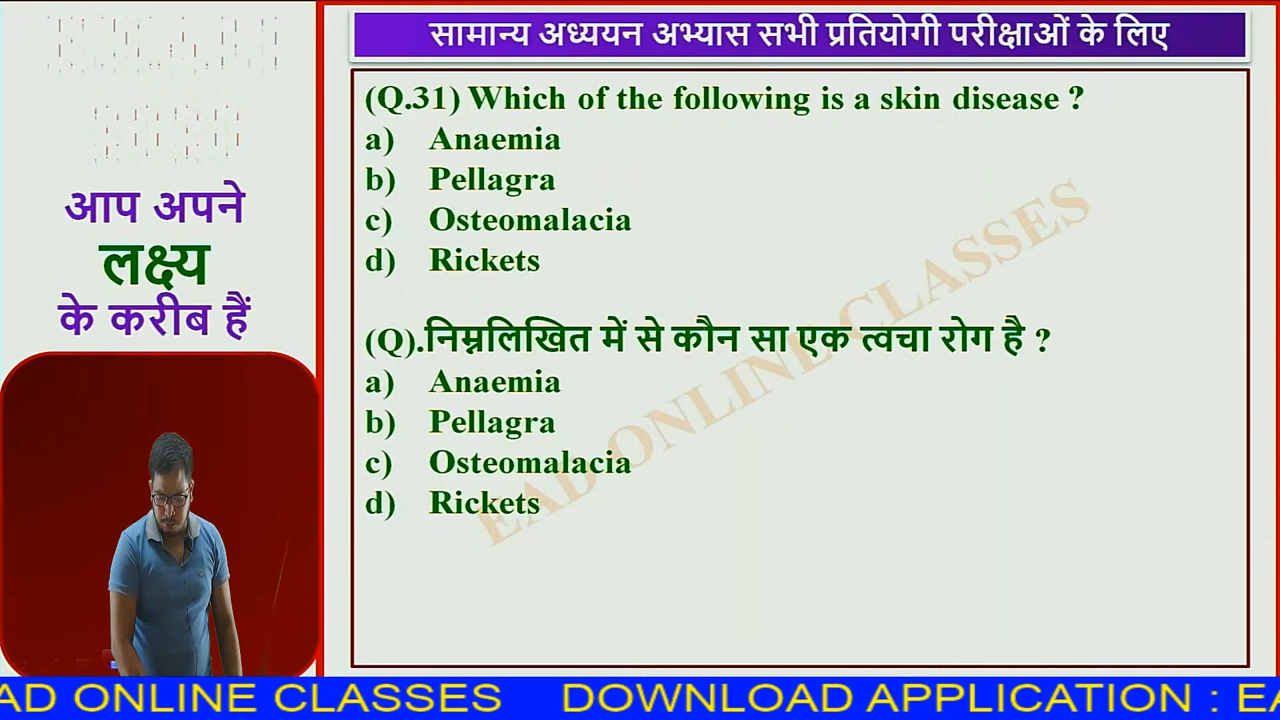 सामान्य अध्ययन अभ्यास सभी प्रतियोगी परीक्षाओं के लिए
आप अपने
लक्ष्य
के करीब हैं
(Q.31) Which of the following is a skin disease ?
a) Anaemia
b) Pellagra
c) Osteomalacia
d) Rickets
(Q).निम्नलिखित में से कौन सा एक त्वचा रोग है ?
a) Anaemia
b) Pellagra
c) Osteomalacia
d) Rickets
EAD ONLINE CLASSES
AD ONLINE CLASSES DOWNLOAD APPLICATION : EA